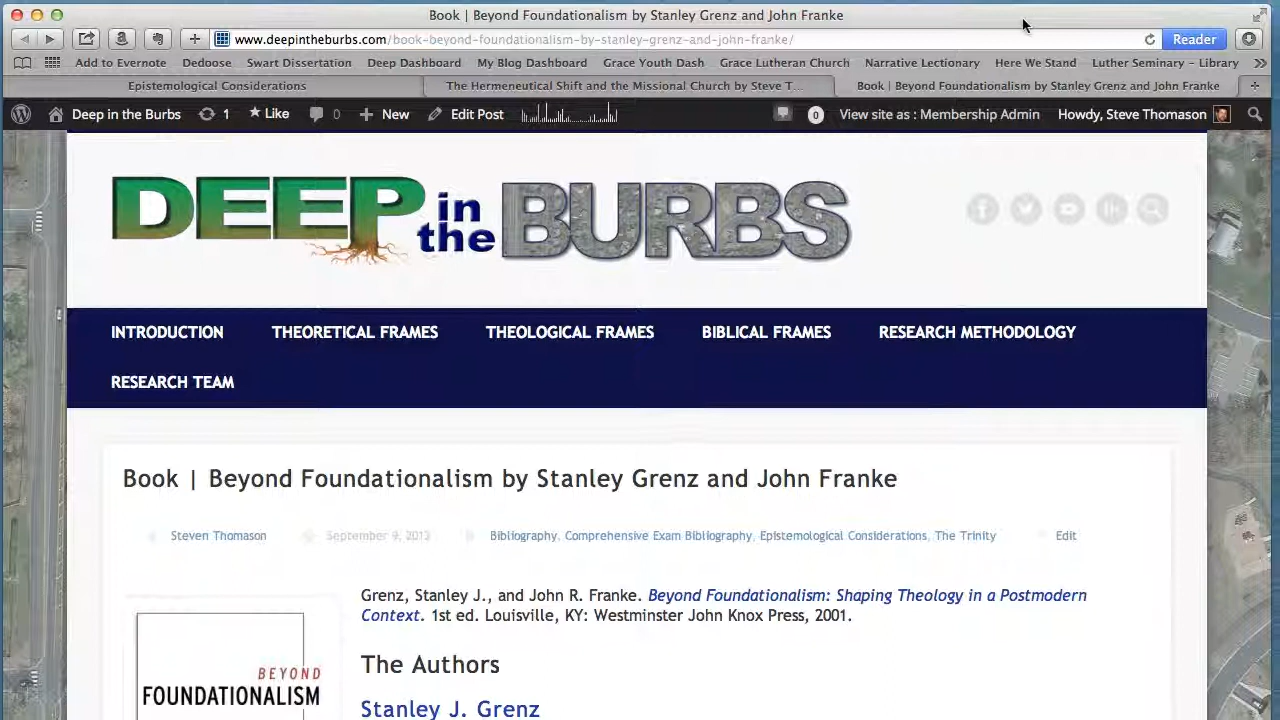 Book | Beyond Foundationalism by Stanley Grenz and John Franke
www.deepintheburbs.com/book-beyond-foundationalism-by-stanley-grenz-and-john-franke/
Reader
Add to Evernote Dedoose Swart Dissertation Deep Dashboard My Blog Dashboard Grace Youth Dash Grace Lutheran Church Narrative Lectionary Here We Stand Luther Seminary - Library
Epistemological Considerations The Hermeneutical Shift and the Missional Church by Steve T... Book | Beyond Foundationalism by Stanley Grenz and John Franke
Deep in the Burbs 1 Like 0 New Edit Post 0 View site as : Membership Admin Howdy, Steve Thomason
DEEP in the BURBS
INTRODUCTION THEORETICAL FRAMES THEOLOGICAL FRAMES BIBLICAL FRAMES RESEARCH METHODOLOGY
RESEARCH TEAM
Book | Beyond Foundationalism by Stanley Grenz and John Franke
Steven Thomason September 9, 2013 Bibliography, Comprehensive Exam Bibliography, Epistemological Considerations, The Trinity Edit
Grenz, Stanley J., and John R. Franke. Beyond Foundationalism: Shaping Theology in a Postmodern
Context. 1st ed. Louisville, KY: Westminster John Knox Press, 2001.
The Authors
BEYOND
FOUNDATIONALISM
Stanley J. Grenz